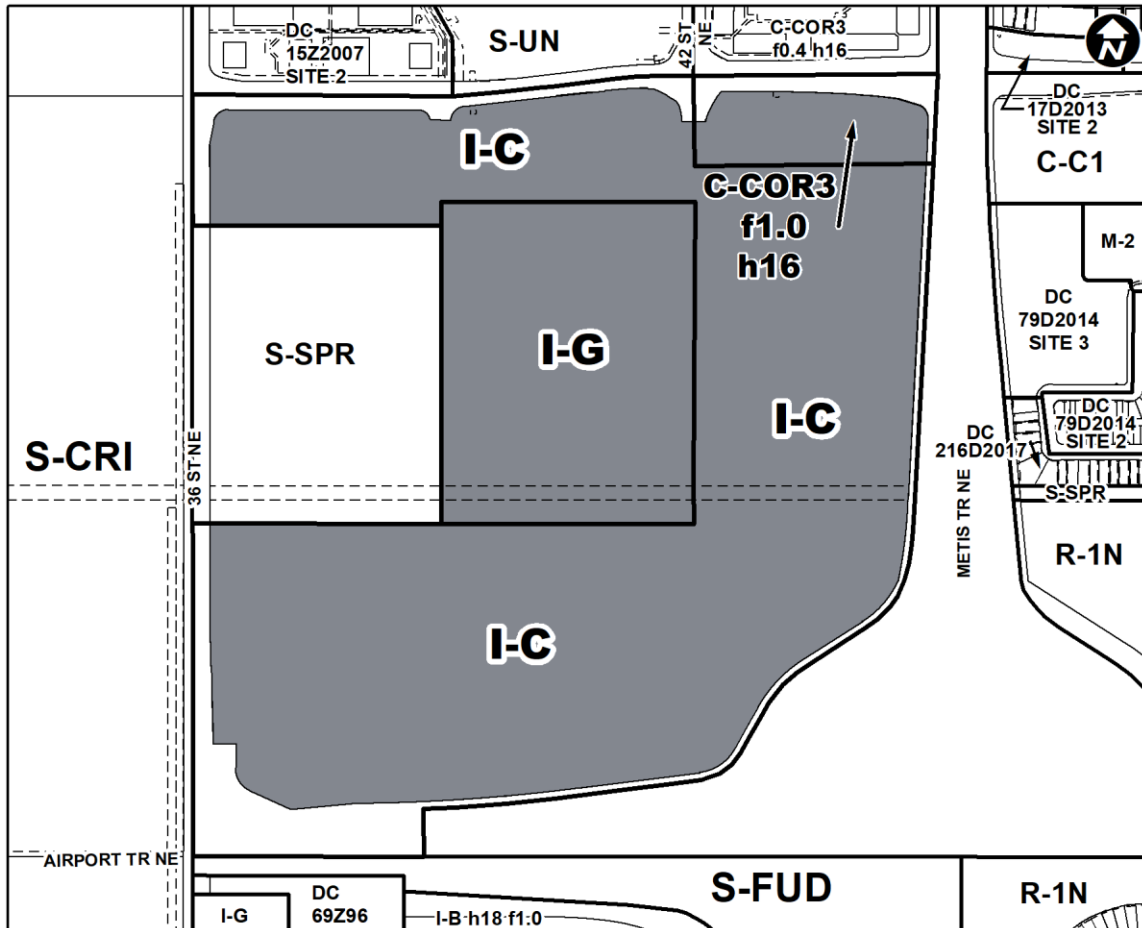 DC
15Z2007
SITE 2
S-UN
42 ST
NE
C-COR3
f0.4 h16
N
DC
17D2013
SITE 2
C-C1
I-C
C-COR3
f1.0
h16
M-2
DC
79D2014
SITE 3
S-SPR
I-G
I-C
DC
79D2014
SITE 2
DC
216D2017
S-SPR
S-CRI
36 ST NE
METIS TR NE
R-1N
I-C
AIRPORT TR NE
S-FUD
R-1N
I-G
DC
69Z96
I-B h18 f1.0